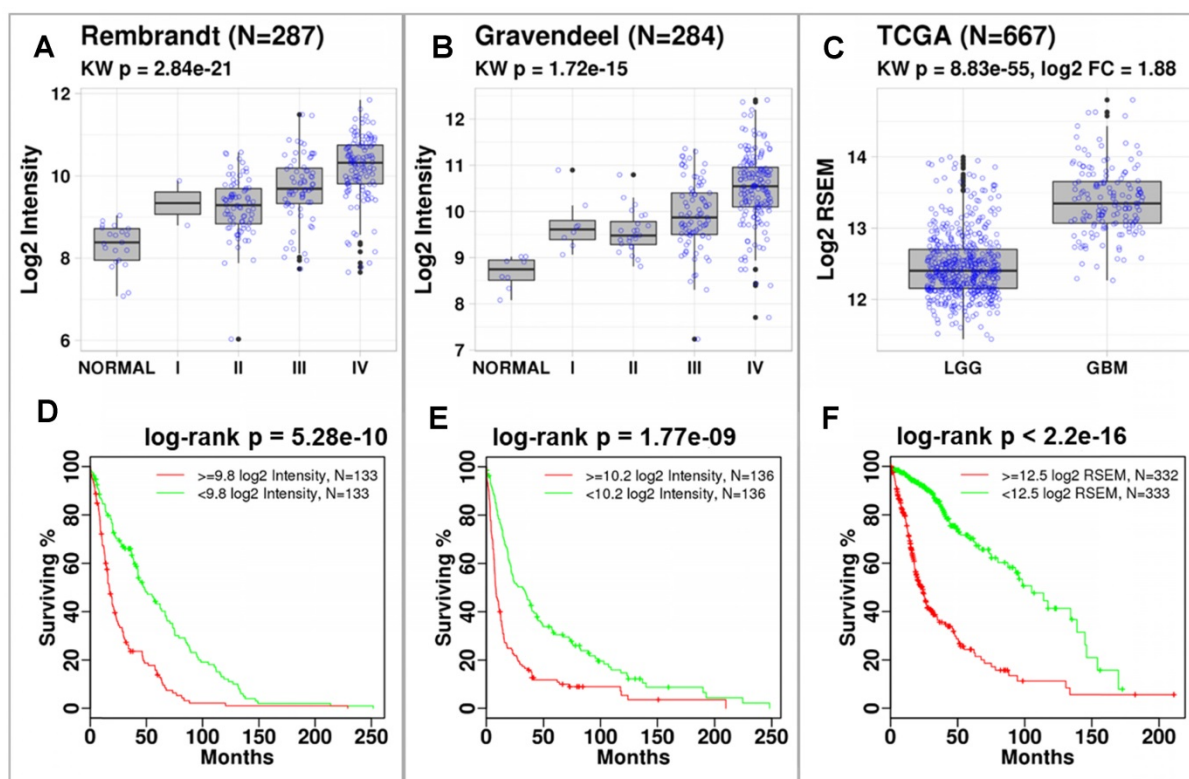 A Rembrandt (N=287)
KW p = 2.84e-21
Log2 Intensity
12
10
8
6
NORMAL I II III IV
B Gravendeel (N=284)
KW p = 1.72e-15
Log2 Intensity
12
11
10
9
8
7
NORMAL I II III IV
C TCGA (N=667)
KW p = 8.83e-55, log2 FC = 1.88
Log2 RSEM
14
13
12
LGG GBM
D
log-rank p = 5.28e-10
>=9.8 log2 Intensity, N=133
<9.8 log2 Intensity, N=133
Surviving %
100
80
60
40
20
0
0 50 100 150 200 250
Months
E
log-rank p = 1.77e-09
>=10.2 log2 Intensity, N=136
<10.2 log2 Intensity, N=136
Surviving %
100
80
60
40
20
0
0 50 100 150 200 250
Months
F
log-rank p < 2.2e-16
>=12.5 log2 RSEM, N=332
<12.5 log2 RSEM, N=333
Surviving %
100
80
60
40
20
0
0 50 100 150 200
Months